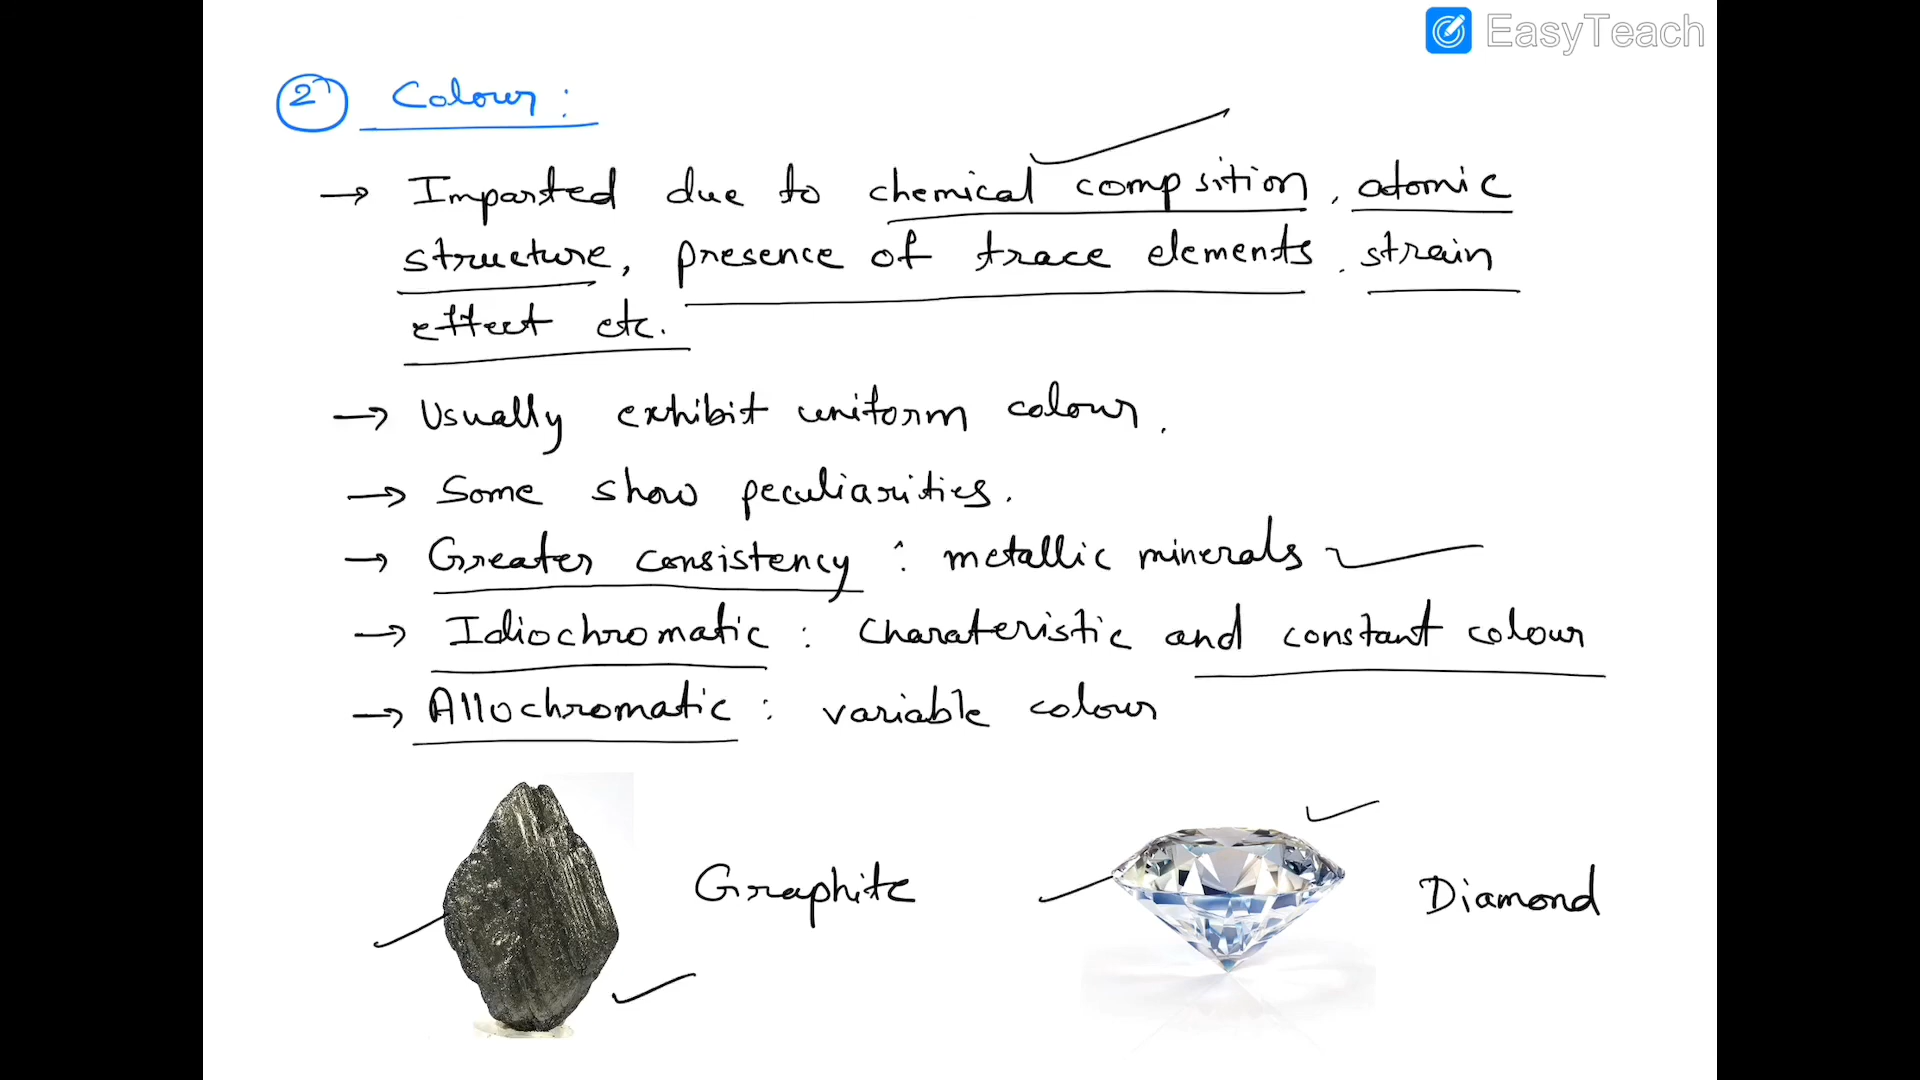 EasyTeach
2) Colour:
→ Imparted due to chemical compsition, atomic
structure, presence of trace elements, strain
effect etc.
→ Usually exhibit uniform colour.
→ Some show peculiarities.
→ Greater consistency : metallic minerals
→ Idiochromatic : charateristic and constant colour
→ Allochromatic : variable colour
Graphite
Diamond